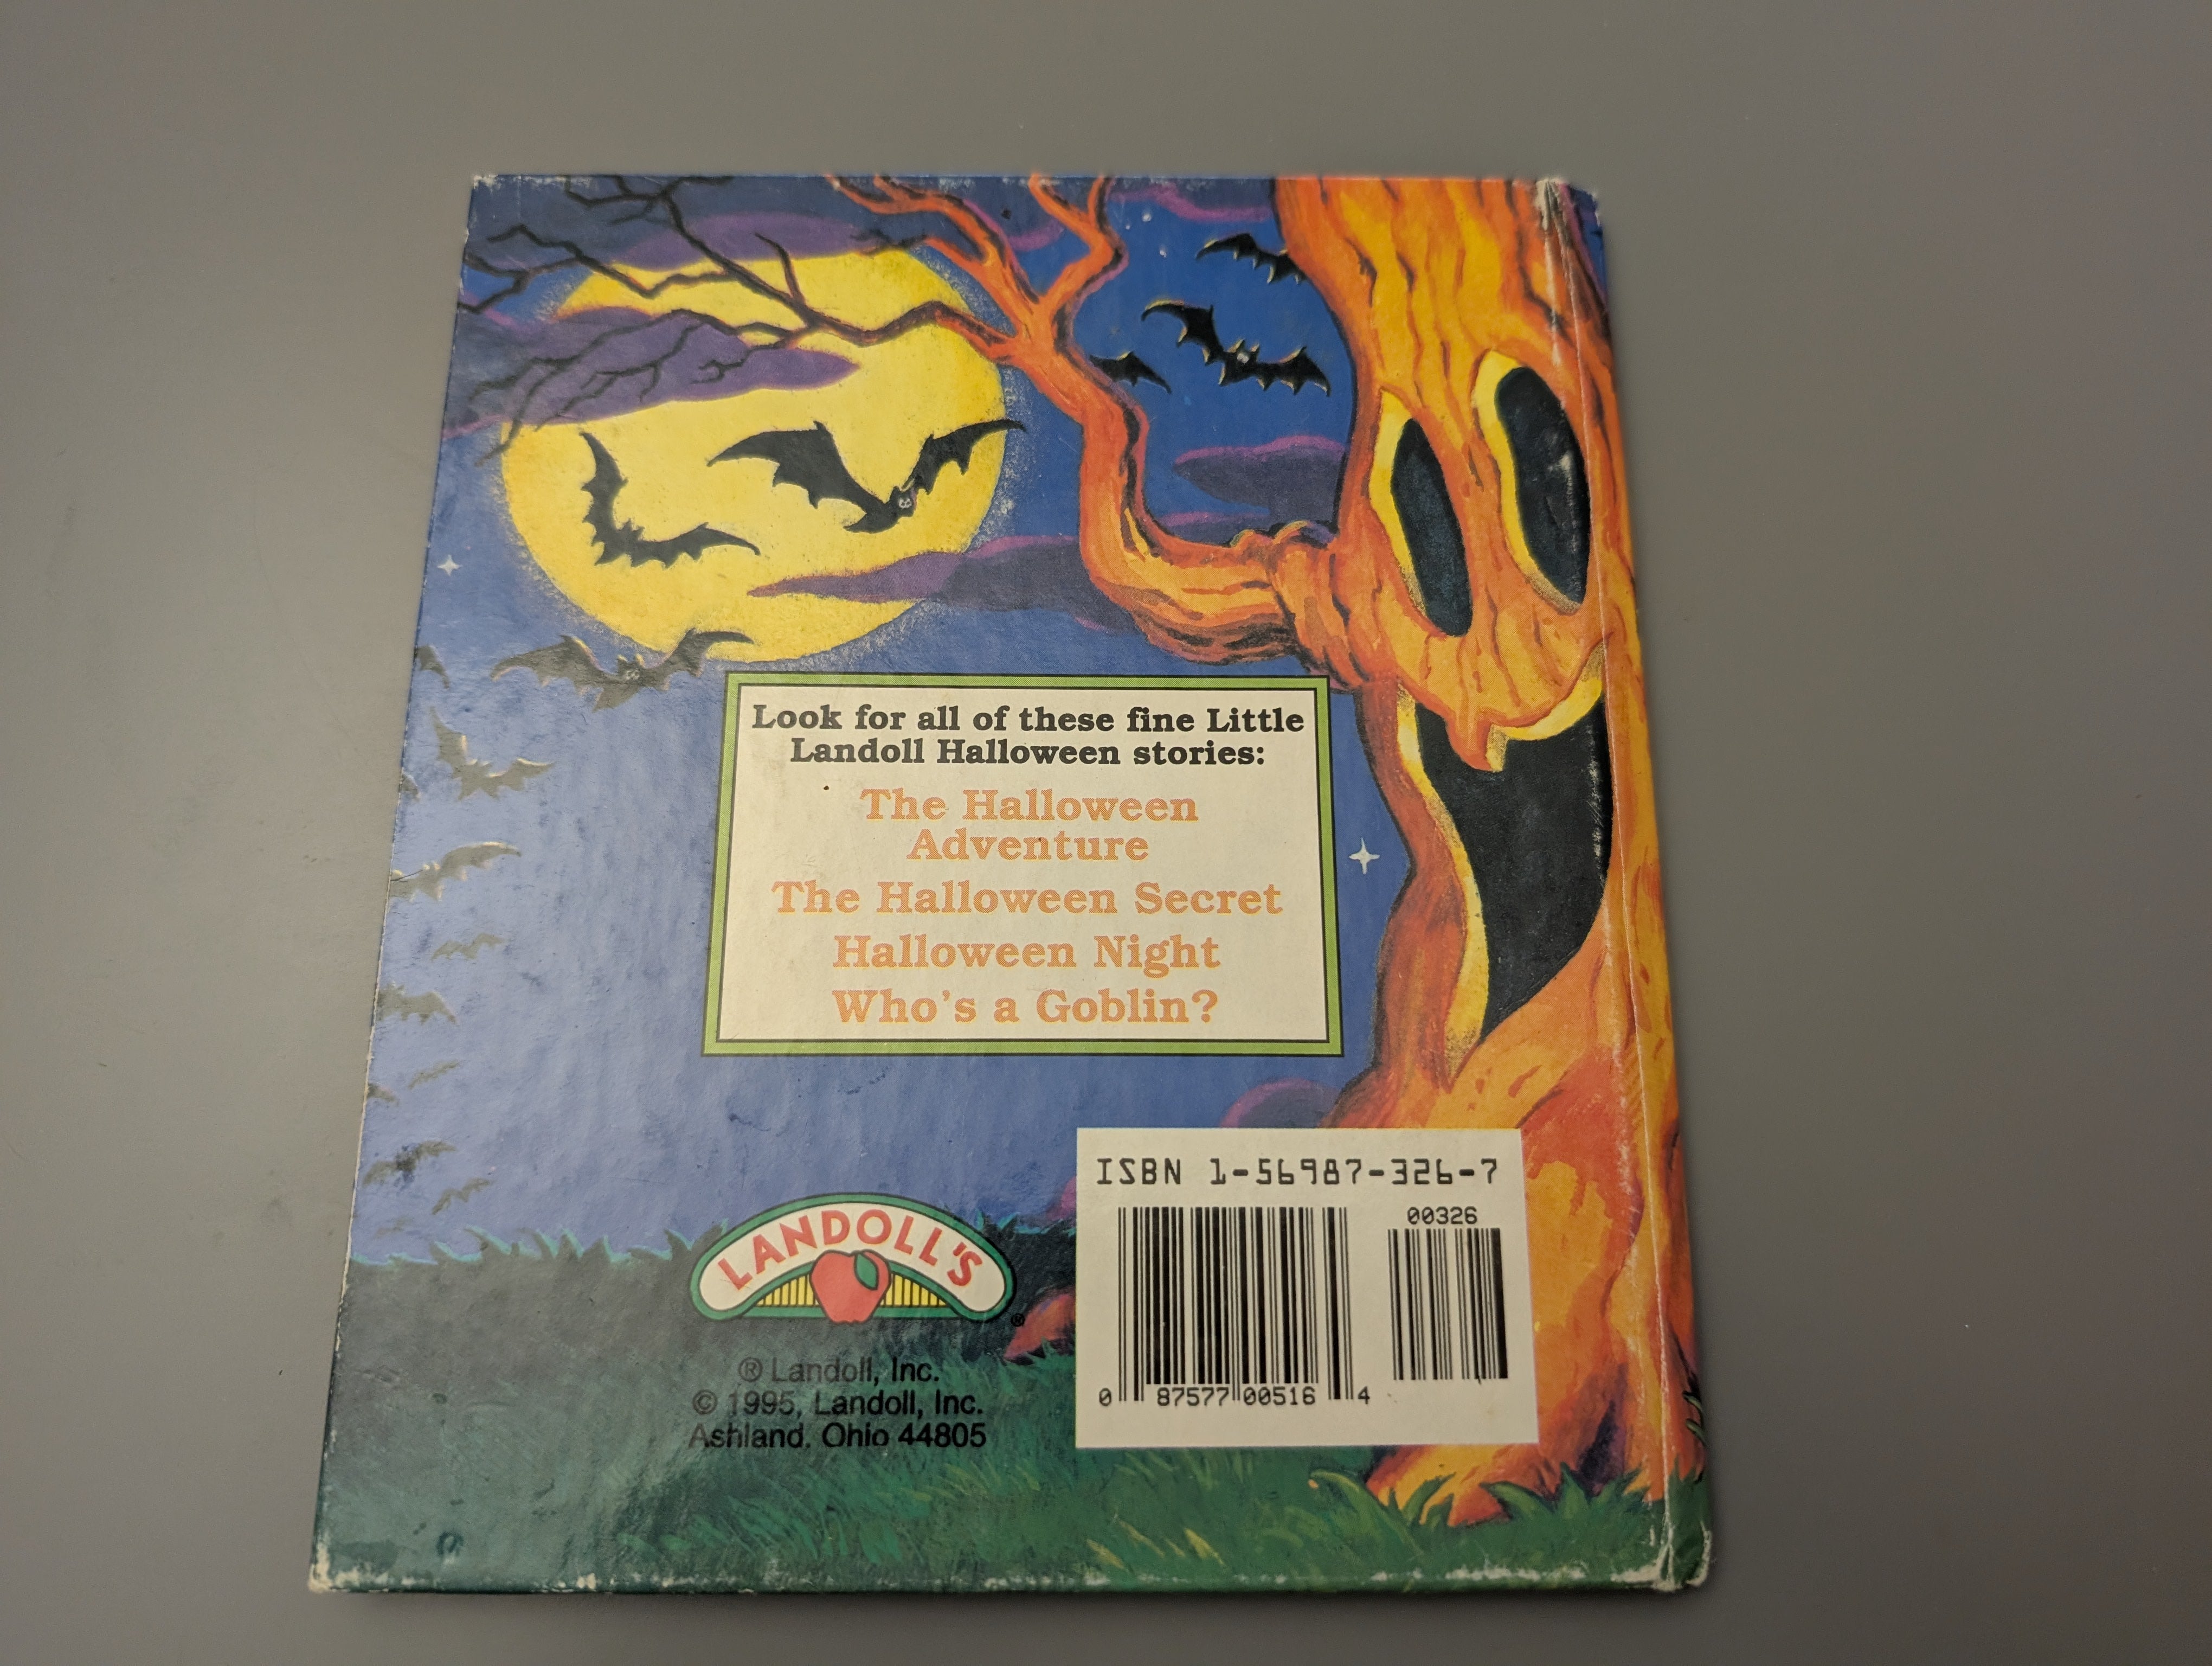 Look for all of these fine Little
Landoll Halloween stories:
The Halloween
Adventure
The Halloween Secret
Halloween Night
Who's a Goblin?
LANDOLL'S
®
® Landoll, Inc.
© 1995, Landoll, Inc.
Ashland, Ohio 44805
ISBN 1-56987-326-7
00326
0 87577 00516 4